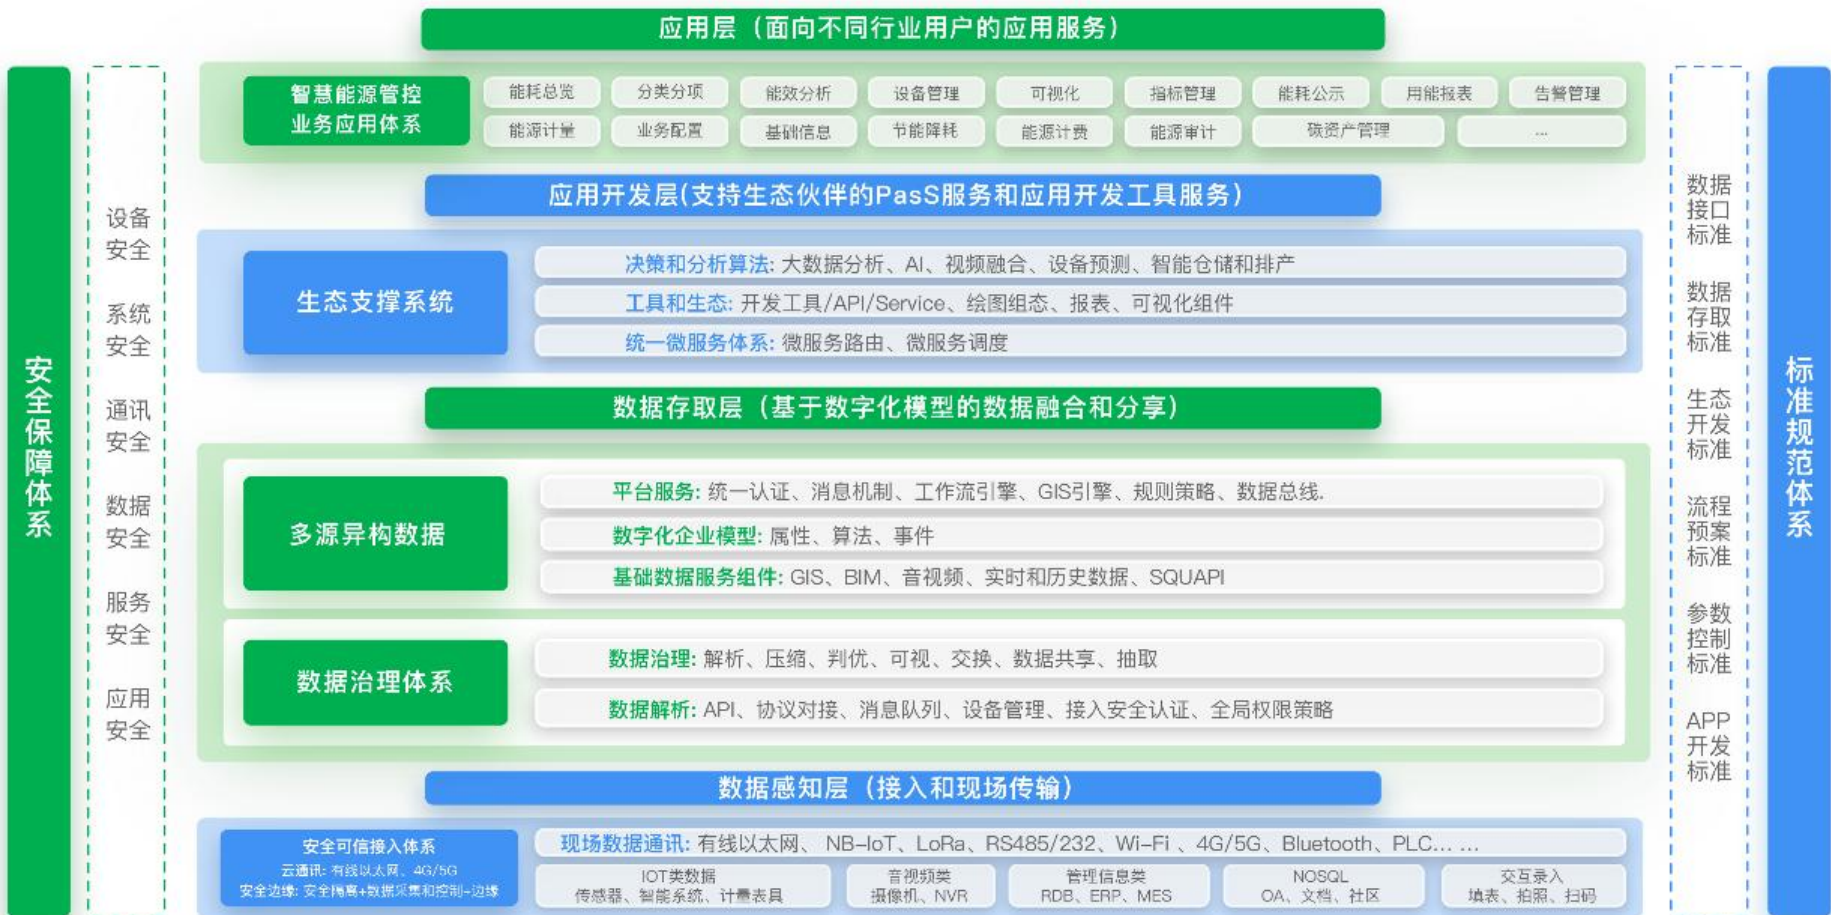 应用层（面向不同行业用户的应用服务）
智慧能源管控
业务应用体系
能耗总览
分类分项
能效分析
设备管理
可视化
指标管理
能耗公示
用能报表
告警管理
能源计量
业务配置
基础信息
节能降耗
能源计费
能源审计
碳资产管理
...
应用开发层(支持生态伙伴的PasS服务和应用开发工具服务)
生态支撑系统
决策和分析算法: 大数据分析、AI、视频融合、设备预测、智能仓储和排产
工具和生态: 开发工具/API/Service、绘图组态、报表、可视化组件
统一微服务体系: 微服务路由、微服务调度
数据存取层（基于数字化模型的数据融合和分享）
多源异构数据
平台服务: 统一认证、消息机制、工作流引擎、GIS引擎、规则策略、数据总线.
数字化企业模型: 属性、算法、事件
基础数据服务组件: GIS、BIM、音视频、实时和历史数据、SQUAPI
数据治理体系
数据治理: 解析、压缩、判优、可视、交换、数据共享、抽取
数据解析: API、协议对接、消息队列、设备管理、接入安全认证、全局权限策略
数据感知层（接入和现场传输）
安全可信接入体系
云通讯: 有线以太网、4G/5G
安全边缘: 安全隔离+数据采集和控制+边缘
现场数据通讯: 有线以太网、 NB-IoT、LoRa、RS485/232、Wi-Fi 、4G/5G、Bluetooth、PLC... ...
IOT类数据
传感器、智能系统、计量表具
音视频类
摄像机、NVR
管理信息类
RDB、ERP、MES
NOSQL
OA、文档、社区
交互录入
填表、拍照、扫码
安全保障体系
设备
安全
系统
安全
通讯
安全
数据
安全
服务
安全
应用
安全
数据
接口
标准
数据
存取
标准
生态
开发
标准
流程
预案
标准
参数
控制
标准
APP
开发
标准
标准规范体系